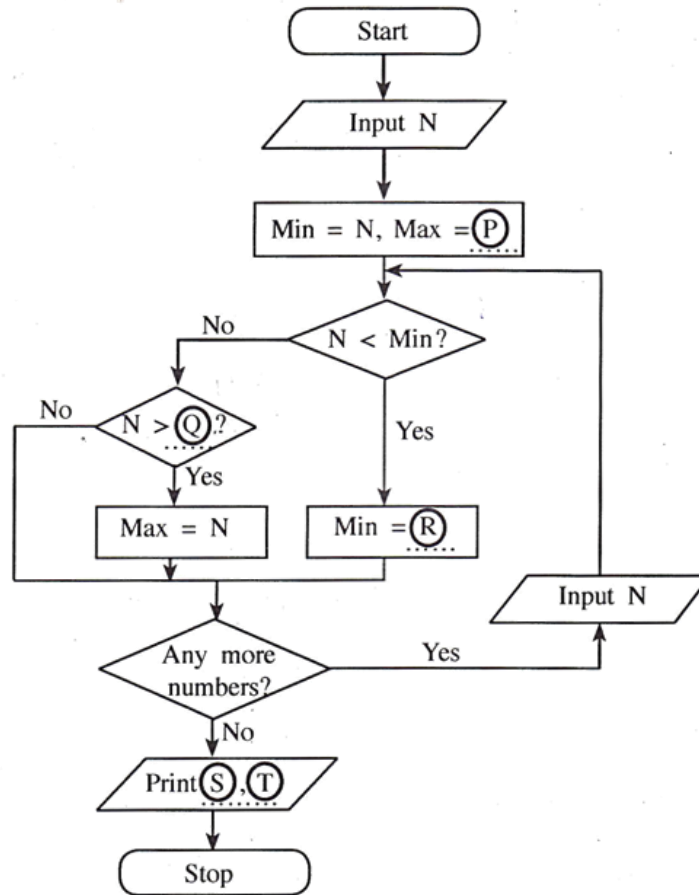 Start
Input N
Min = N, Max = P
N < Min?
No
Yes
N > Q ?
No
Yes
Max = N
Min = R
Input N
Any more
numbers?
Yes
No
Print S , T
Stop